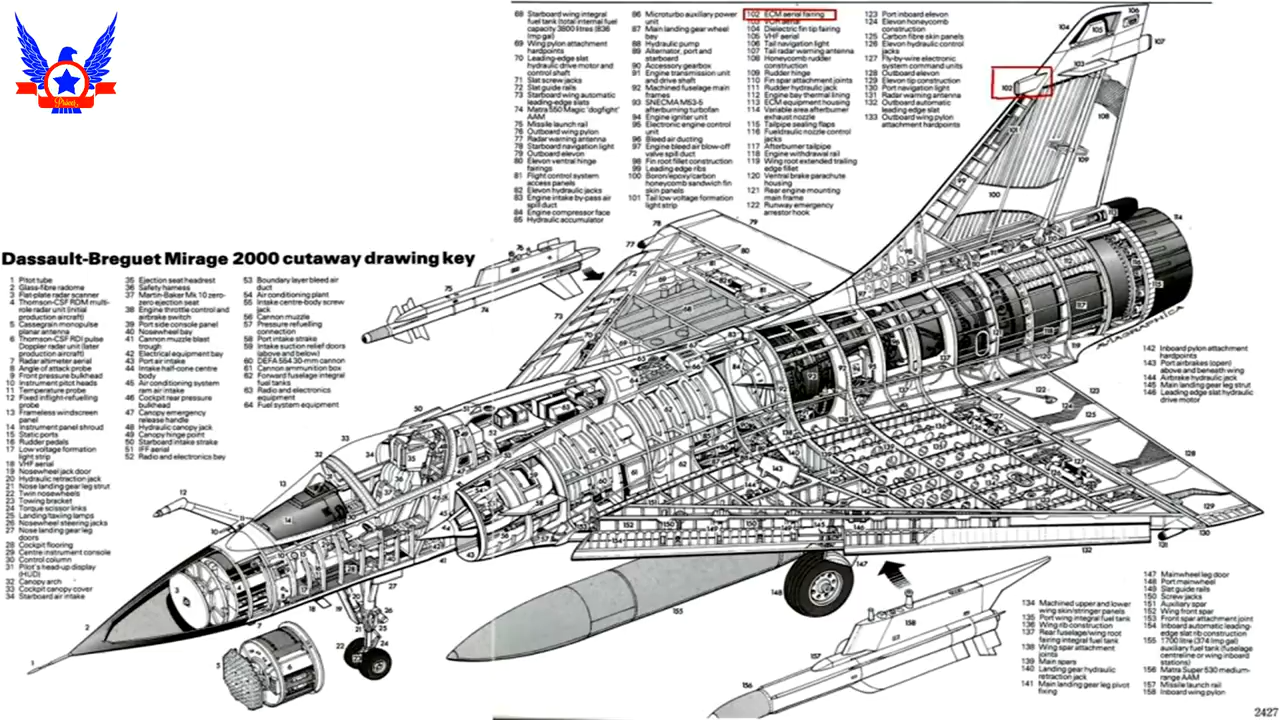 68 Starboard wing integral
fuel tank (total internal fuel
capacity 3800 litres (836
Imp gal)
69 Wing pylon attachment
hardpoints
70 Leading-edge slat
hydraulic drive motor and
control shaft
71 Slat screw jacks
72 Slat guide rails
73 Starboard wing automatic
leading-edge slats
74 Matra 550 Magic 'dogfight'
AAM
75 Missile launch rail
76 Outboard wing pylon
77 Radar warning antenna
78 Starboard navigation light
79 Outboard elevon
80 Elevon ventral hinge
fairings
81 Flight control system
access panels
82 Elevon hydraulic jacks
83 Engine intake by-pass air
spill duct
84 Engine compressor face
85 Hydraulic accumulator
86 Microturbo auxiliary power
unit
87 Main landing gear wheel
bay
88 Hydraulic pump
89 Alternator, port and
starboard
90 Accessory gearbox
91 Engine transmission unit
and drive shaft
92 Machined fuselage main
frames
93 SNECMA M53-5
afterburning turbofan
94 Engine igniter unit
95 Electronic engine control
unit
96 Bleed air ducting
97 Engine bleed air blow-off
valve spill duct
98 Fin root fillet construction
99 Leading-edge ribs
100 Boron/epoxy/carbon
honeycomb sandwich fin
skin panels
101 Tail low voltage formation
light strip
102 ECM aerial fairing
103 VOR aerial
104 Dielectric fin tip fairing
105 VHF aerial
106 Tail navigation light
107 Tail radar warning antenna
108 Honeycomb rudder
construction
109 Rudder hinge
110 Fin spar attachment joints
111 Rudder hydraulic jack
112 Engine bay thermal lining
113 ECM equipment housing
114 Variable area afterburner
exhaust nozzle
115 Tailpipe sealing flaps
116 Fueldraulic nozzle control
jacks
117 Afterburner tailpipe
118 Engine withdrawal rail
119 Wing root extended trailing
edge fillet
120 Ventral brake parachute
housing
121 Rear engine mounting
main frame
122 Runway emergency
arrestor hook
123 Port inboard elevon
124 Elevon honeycomb
construction
125 Carbon fibre skin panels
126 Elevon hydraulic control
jacks
127 Fly-by-wire electronic
system command units
128 Outboard elevon
129 Elevon tip construction
130 Port navigation light
131 Radar warning antenna
132 Outboard automatic
leading-edge slat
133 Outboard wing pylon
attachment hardpoints
Dassault-Breguet Mirage 2000 cutaway drawing key
1 Pitot tube
2 Glass-fibre radome
3 Flat-plate radar scanner
4 Thomson-CSF RDM multi-
role radar unit (initial
production aircraft)
5 Cassegrain monopulse
planar antenna
6 Thomson-CSF RDI pulse
Doppler radar unit (later
production aircraft)
7 Radar altimeter aerial
8 Angle of attack probe
9 Front pressure bulkhead
10 Instrument pitot heads
11 Temperature probe
12 Fixed inflight-refuelling
probe
13 Frameless windscreen
panel
14 Instrument panel shroud
15 Static ports
16 Rudder pedals
17 Low voltage formation
light strip
18 VHF aerial
19 Nosewheel jack door
20 Hydraulic retraction jack
21 Nose landing gear leg strut
22 Twin nosewheels
23 Towing bracket
24 Torque scissor links
25 Landing/taxiing lamps
26 Nosewheel steering jacks
27 Nose landing gear leg
doors
28 Cockpit flooring
29 Centre instrument console
30 Control column
31 Pilot's head-up display
(HUD)
32 Canopy arch
33 Cockpit canopy cover
34 Starboard air intake
35 Ejection seat headrest
36 Safety harness
37 Martin-Baker Mk 10 zero-
zero ejection seat
38 Engine throttle control and
airbrake switch
39 Port side console panel
40 Nosewheel bay
41 Cannon muzzle blast
trough
42 Electrical equipment bay
43 Port air intake
44 Intake half-cone centre
body
45 Air conditioning system
ram air intake
46 Cockpit rear pressure
bulkhead
47 Canopy emergency
release handle
48 Hydraulic canopy jack
49 Canopy hinge point
50 Starboard intake strake
51 IFF aerial
52 Radio and electronics bay
53 Boundary layer bleed air
duct
54 Air conditioning plant
55 Intake centre-body screw
jack
56 Cannon muzzle
57 Pressure refuelling
connection
58 Port intake strake
59 Intake suction relief doors
(above and below)
60 DEFA 554 30-mm cannon
61 Cannon ammunition box
62 Forward fuselage integral
fuel tanks
63 Radio and electronics
equipment
64 Fuel system equipment
142 Inboard pylon attachment
hardpoints
143 Port airbrakes (open)
above and beneath wing
144 Airbrake hydraulic jack
145 Main landing gear leg strut
146 Leading edge slat hydraulic
drive motor
134 Machined upper and lower
wing skin/stringer panels
135 Port wing integral fuel tank
136 Wing rib construction
137 Rear fuselage/wing root
fairing integral fuel tank
138 Wing spar attachment
joints
139 Main spars
140 Landing gear hydraulic
retraction jack
141 Main landing gear leg pivot
fixing
147 Mainwheel leg door
148 Port mainwheel
149 Slat guide rails
150 Screw jacks
151 Auxiliary spar
152 Wing front spar
153 Front spar attachment joint
154 Inboard automatic leading-
edge slat rib construction
155 1700 litre (374 Imp gal)
auxiliary fuel tank (fuselage
centreline or wing inboard
stations)
156 Matra Super 530 medium-
range AAM
157 Missile launch rail
158 Inboard wing pylon
AVIAGRAPHICA
2427